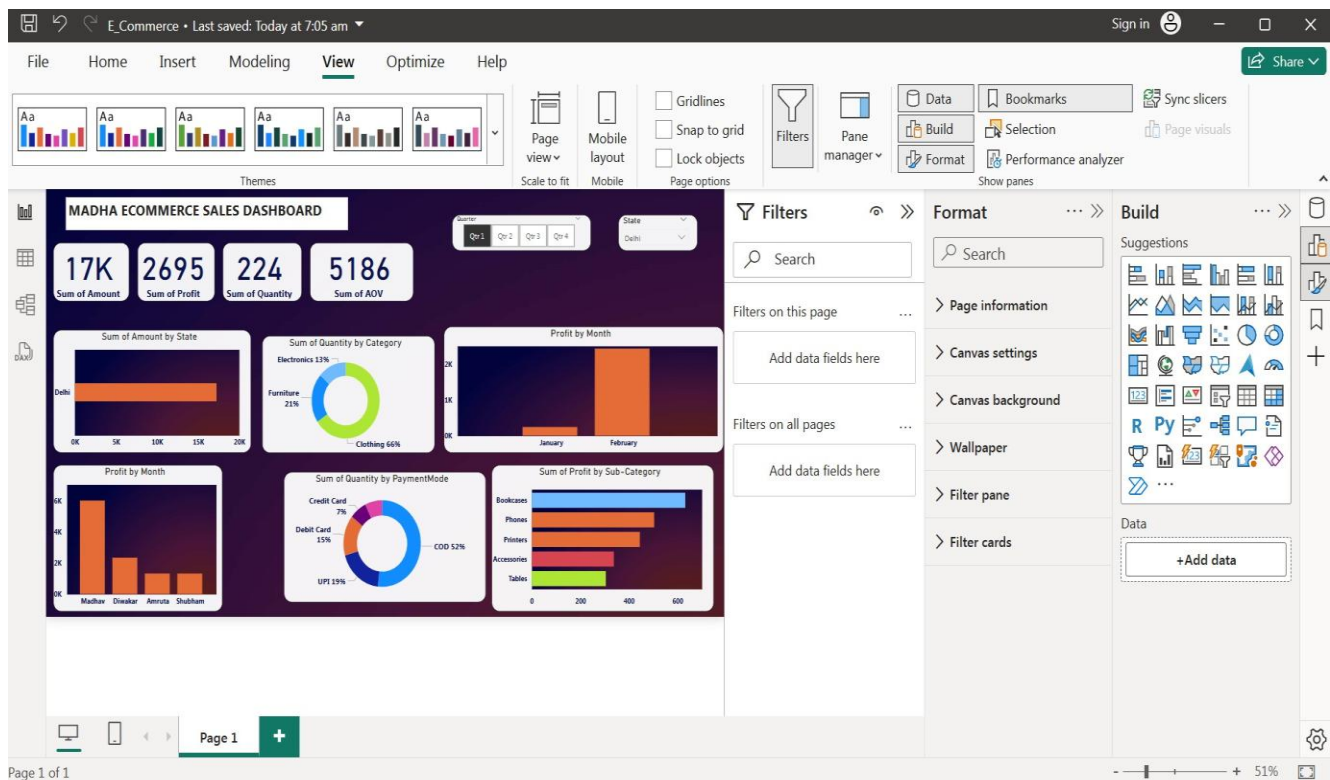 E_Commerce • Last saved: Today at 7:05 am
Sign in
File Home Insert Modeling View Optimize Help
Share
Aa Aa Aa Aa Aa Aa
Themes
Page view
Scale to fit
Mobile layout
Mobile
Gridlines
Snap to grid
Lock objects
Page options
Filters
Pane manager
Data
Build
Format
Bookmarks
Selection
Performance analyzer
Sync slicers
Page visuals
Show panes
MADHA ECOMMERCE SALES DASHBOARD
Quarter
Qtr 1 Qtr 2 Qtr 3 Qtr 4
State
Delhi
17K
Sum of Amount
2695
Sum of Profit
224
Sum of Quantity
5186
Sum of AOV
Sum of Amount by State
Delhi
0K 5K 10K 15K 20K
Sum of Quantity by Category
Electronics 13%
Furniture
21%
Clothing 66%
Profit by Month
2K
1K
0K
January February
Profit by Month
6K
4K
2K
0K
Madhav Diwakar Amruta Shubham
Sum of Quantity by PaymentMode
Credit Card
7%
Debit Card
15%
UPI 19%
COD 52%
Sum of Profit by Sub-Category
Bookcases
Phones
Printers
Accessories
Tables
0 200 400 600
Filters
Search
Filters on this page
...
Add data fields here
Filters on all pages
...
Add data fields here
Format
...
Search
Page information
Canvas settings
Canvas background
Wallpaper
Filter pane
Filter cards
Build
...
Suggestions
123
R Py
123
...
Data
+Add data
DAX
Page 1
+
Page 1 of 1
- + 51%